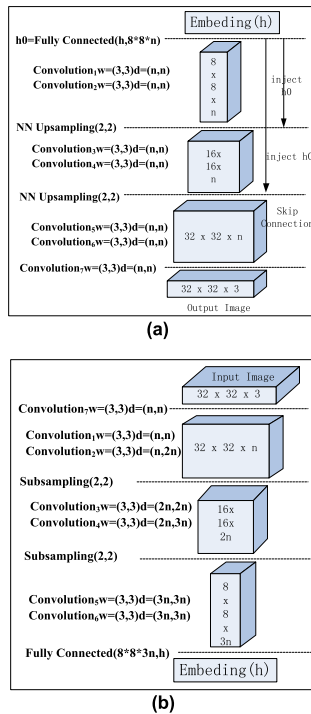 Embeding(h)
h0=Fully Connected(h,8*8*n)
Convolution₁w=(3,3)d=(n,n)
Convolution₂w=(3,3)d=(n,n)
8
x
8
x
n
inject
h0
NN Upsampling(2,2)
Convolution₃w=(3,3)d=(n,n)
Convolution₄w=(3,3)d=(n,n)
16x
16x
n
inject h0
NN Upsampling(2,2)
Skip
Connection
Convolution₅w=(3,3)d=(n,n)
Convolution₆w=(3,3)d=(n,n)
32 x 32 x n
Convolution₇w=(3,3)d=(n,n)
32 x 32 x 3
Output Image
(a)
Input Image
32 x 32 x 3
Convolution₇w=(3,3)d=(n,n)
Convolution₁w=(3,3)d=(n,n)
Convolution₂w=(3,3)d=(n,2n)
32 x 32 x n
Subsampling(2,2)
Convolution₃w=(3,3)d=(2n,2n)
Convolution₄w=(3,3)d=(2n,3n)
16x
16x
2n
Subsampling(2,2)
Convolution₅w=(3,3)d=(3n,3n)
Convolution₆w=(3,3)d=(3n,3n)
8
x
8
x
3n
Fully Connected(8*8*3n,h)
Embeding(h)
(b)